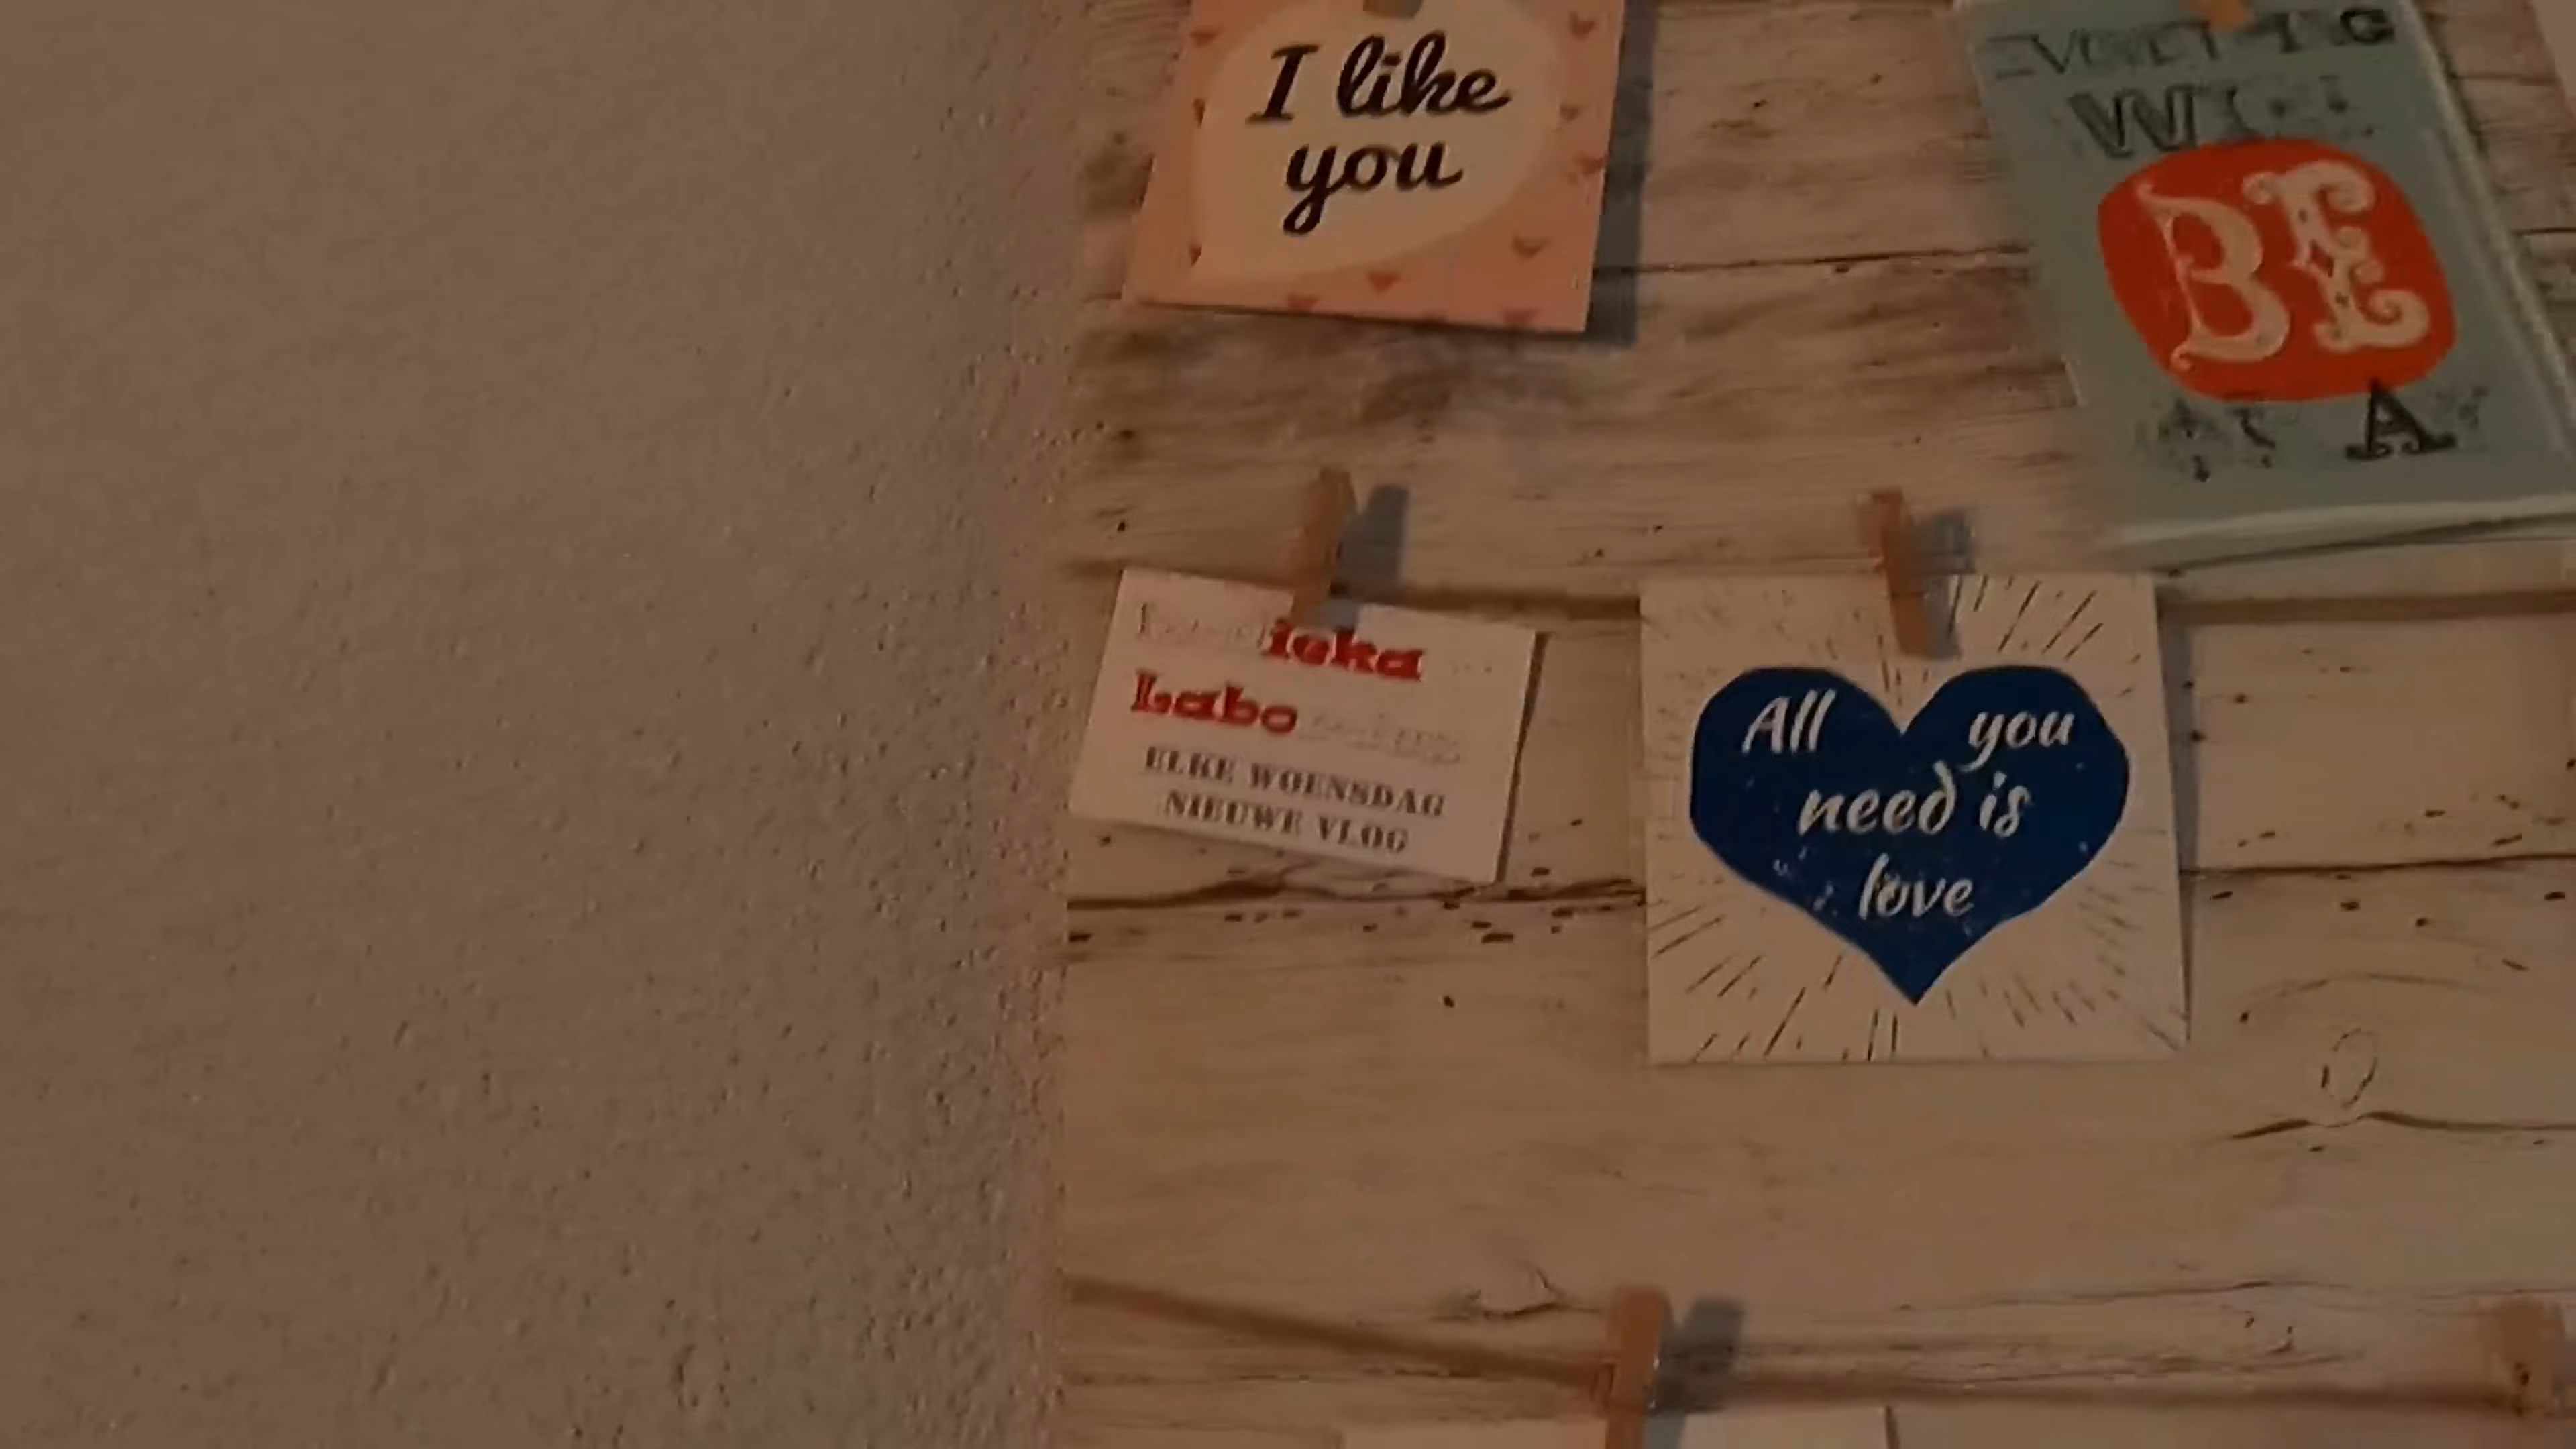 I like
you
BE
A
Labo
ELKE WOENSDAG
NIEUWE VLOG
All you
need is
love